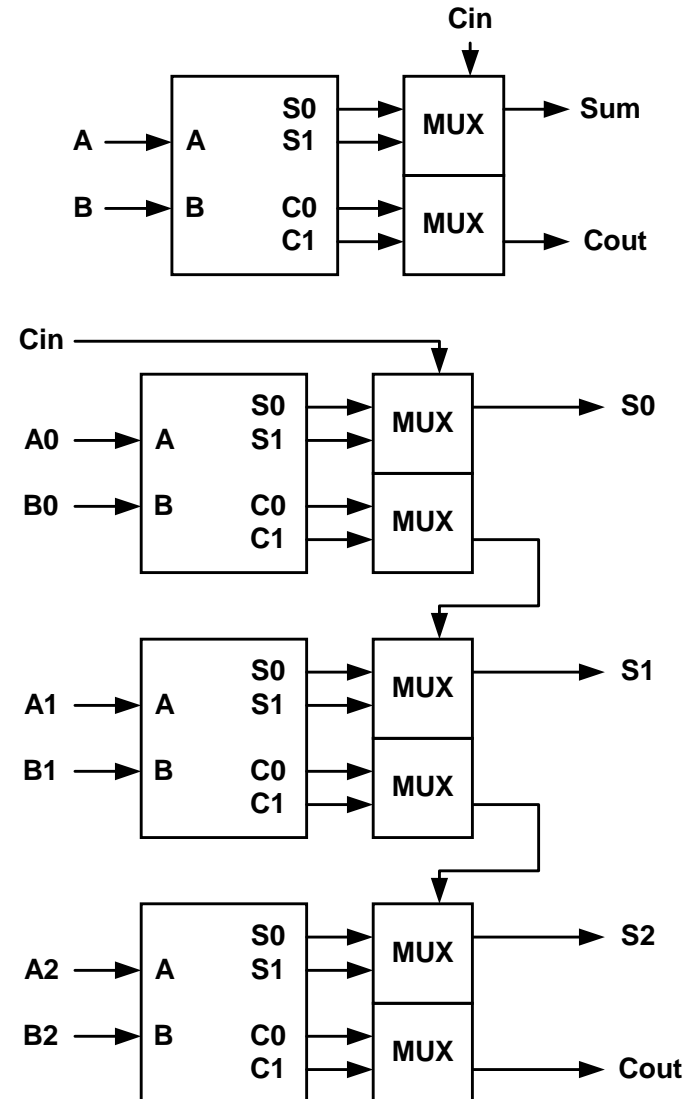 Cin
S0 MUX Sum
A A S1
B B C0 MUX Cout
C1
Cin
S0 MUX S0
A0 A S1
B0 B C0 MUX
C1
S0 MUX S1
A1 A S1
B1 B C0 MUX
C1
S0 MUX S2
A2 A S1
B2 B C0 MUX
C1 Cout